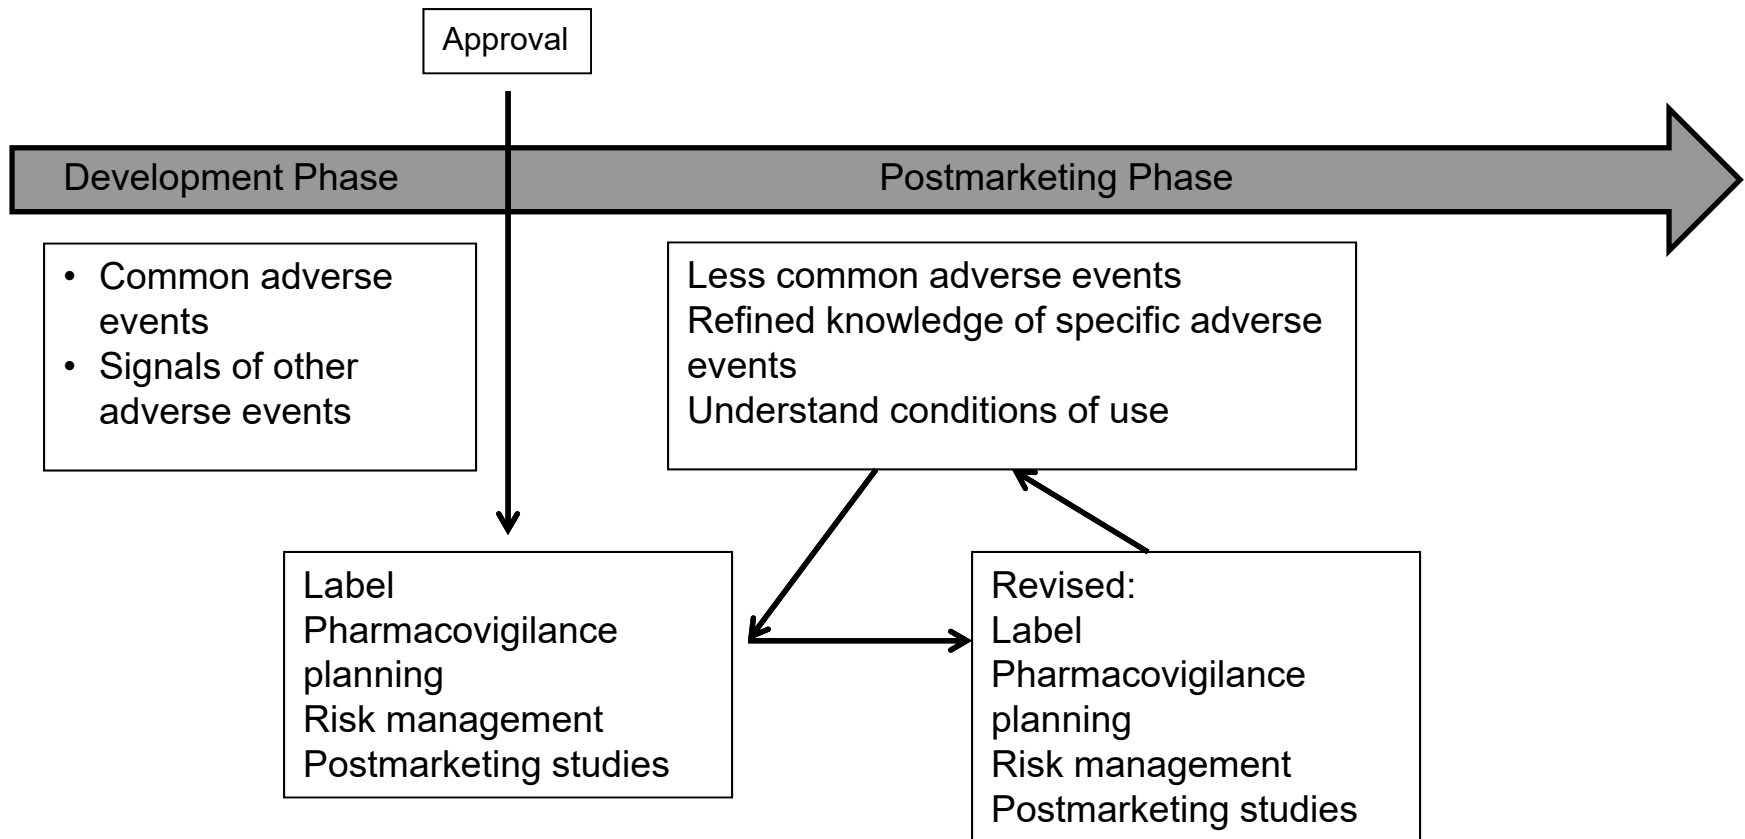 Approval
Development Phase
Postmarketing Phase
• Common adverse
events
• Signals of other
adverse events
Less common adverse events
Refined knowledge of specific adverse
events
Understand conditions of use
Label
Pharmacovigilance
planning
Risk management
Postmarketing studies
Revised:
Label
Pharmacovigilance
planning
Risk management
Postmarketing studies